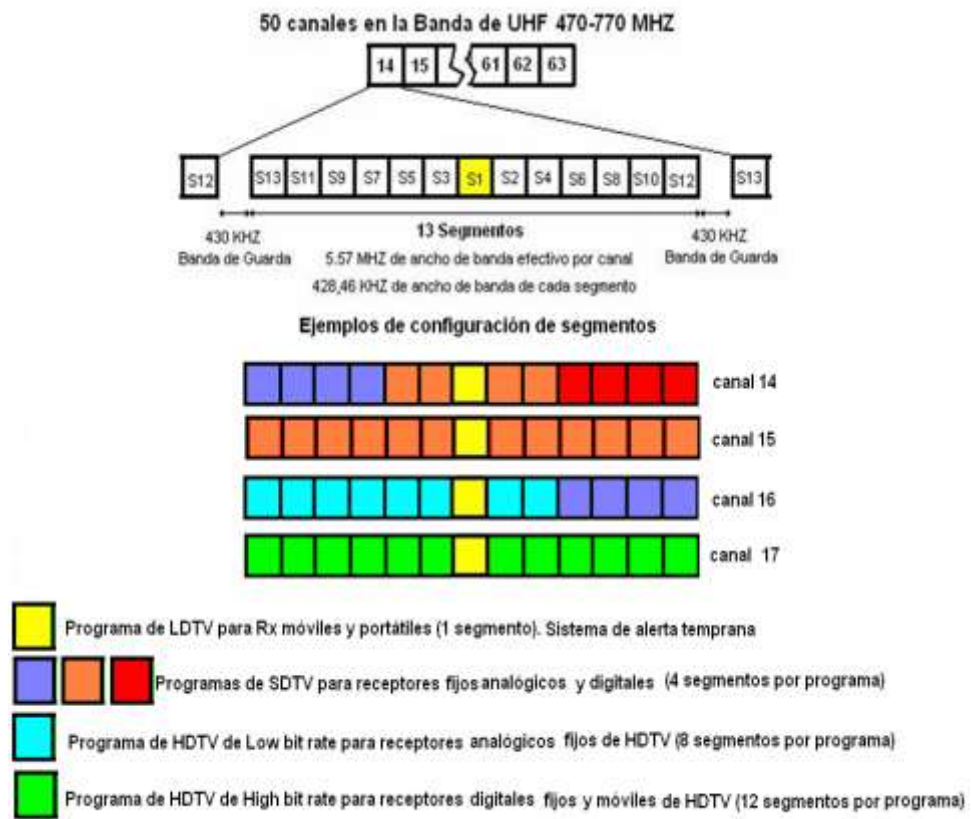 50 canales en la Banda de UHF 470-770 MHZ
14 15 61 62 63
S12 S13 S11 S9 S7 S5 S3 S1 S2 S4 S6 S8 S10 S12 S13
430 KHZ 13 Segmentos 430 KHZ
Banda de Guarda 5.57 MHZ de ancho de banda efectivo por canal Banda de Guarda
428,46 KHZ de ancho de banda de cada segmento
Ejemplos de configuración de segmentos
canal 14
canal 15
canal 16
canal 17
Programa de LDTV para Rx móviles y portátiles (1 segmento). Sistema de alerta temprana
Programas de SDTV para receptores fijos analógicos y digitales (4 segmentos por programa)
Programa de HDTV de Low bit rate para receptores analógicos fijos de HDTV (8 segmentos por programa)
Programa de HDTV de High bit rate para receptores digitales fijos y móviles de HDTV (12 segmentos por programa)